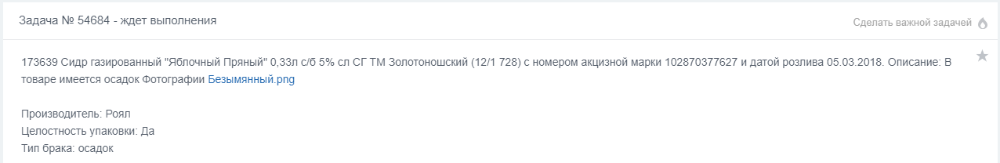 Задача № 54684 - ждет выполнения
Сделать важной задачей
173639 Сидр газированный "Яблочный Пряный" 0,33л с/б 5% сл СГ ТМ Золотоношский (12/1 728) с номером акцизной марки 102870377627 и датой розлива 05.03.2018. Описание: В
товаре имеется осадок Фотографии Безымянный.png
Производитель: Роял
Целостность упаковки: Да
Тип брака: осадок